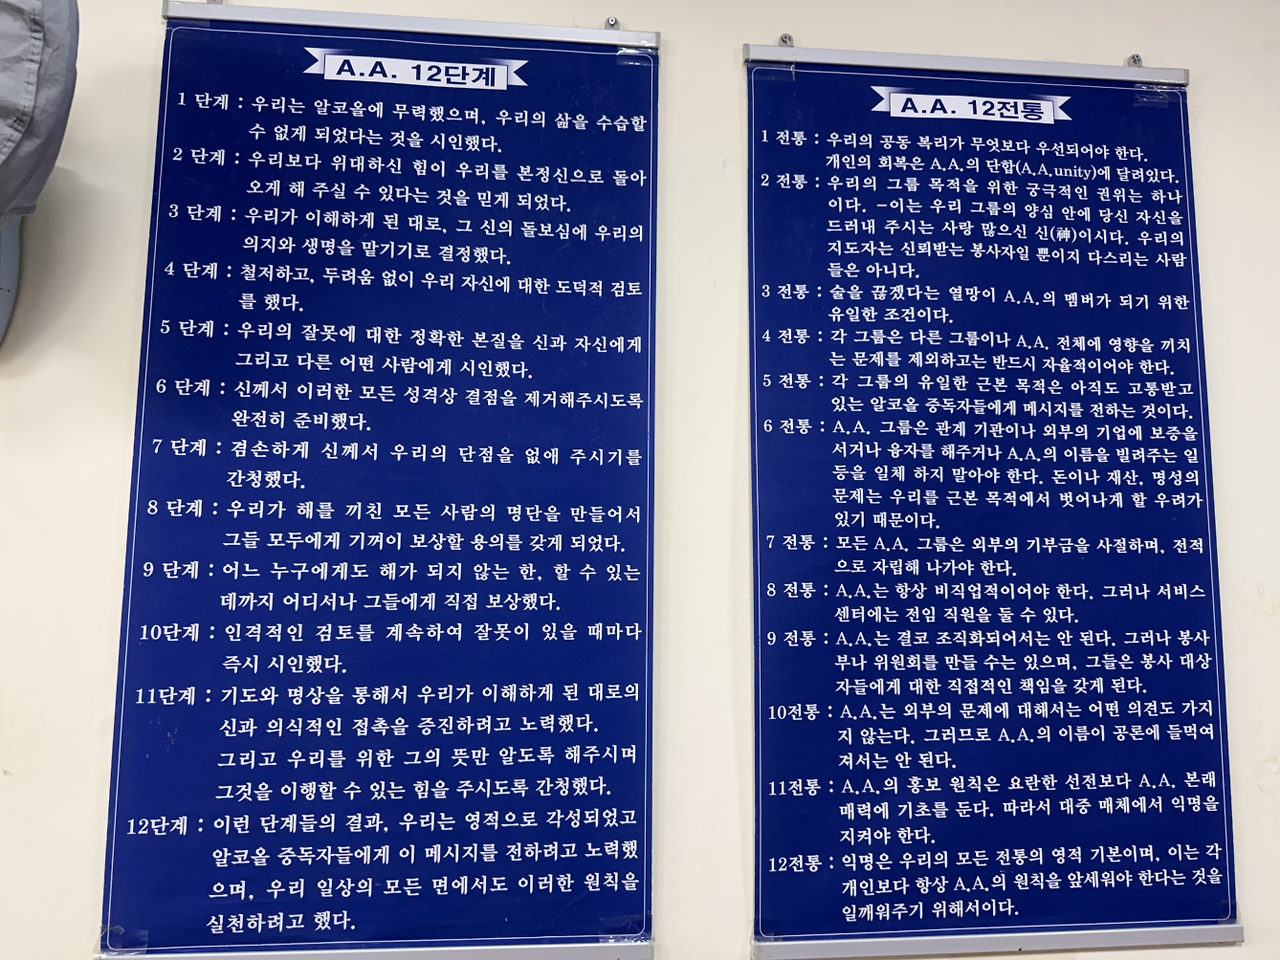 A.A. 12단계
1 단계 : 우리는 알코올에 무력했으며, 우리의 삶을 수습할
수 없게 되었다는 것을 시인했다.
2 단계 : 우리보다 위대하신 힘이 우리를 본정신으로 돌아
오게 해 주실 수 있다는 것을 믿게 되었다.
3 단계 : 우리가 이해하게 된 대로, 그 신의 돌보심에 우리의
의지와 생명을 맡기기로 결정했다.
4 단계 : 철저하고, 두려움 없이 우리 자신에 대한 도덕적 검토
를 했다.
5 단계 : 우리의 잘못에 대한 정확한 본질을 신과 자신에게
그리고 다른 어떤 사람에게 시인했다.
6 단계 : 신께서 이러한 모든 성격상 결점을 제거해주시도록
완전히 준비했다.
7 단계 : 겸손하게 신께서 우리의 단점을 없애 주시기를
간청했다.
8 단계 : 우리가 해를 끼친 모든 사람의 명단을 만들어서
그들 모두에게 기꺼이 보상할 용의를 갖게 되었다.
9 단계 : 어느 누구에게도 해가 되지 않는 한, 할 수 있는
데까지 어디서나 그들에게 직접 보상했다.
10단계 : 인격적인 검토를 계속하여 잘못이 있을 때마다
즉시 시인했다.
11단계 : 기도와 명상을 통해서 우리가 이해하게 된 대로의
신과 의식적인 접촉을 증진하려고 노력했다.
그리고 우리를 위한 그의 뜻만 알도록 해주시며
그것을 이행할 수 있는 힘을 주시도록 간청했다.
12단계 : 이런 단계들의 결과, 우리는 영적으로 각성되었고
알코올 중독자들에게 이 메시지를 전하려고 노력했
으며, 우리 일상의 모든 면에서도 이러한 원칙을
실천하려고 했다.
A.A. 12전통
1 전통 : 우리의 공동 복리가 무엇보다 우선되어야 한다.
개인의 회복은 A.A.의 단합(A.A.unity)에 달려있다.
2 전통 : 우리의 그룹 목적을 위한 궁극적인 권위는 하나
이다. -이는 우리 그룹의 양심 안에 당신 자신을
드러내 주시는 사랑 많으신 신(神)이시다. 우리의
지도자는 신뢰받는 봉사자일 뿐이지 다스리는 사람
들은 아니다.
3 전통 : 술을 끊겠다는 열망이 A.A.의 멤버가 되기 위한
유일한 조건이다.
4 전통 : 각 그룹은 다른 그룹이나 A.A. 전체에 영향을 끼치
는 문제를 제외하고는 반드시 자율적이어야 한다.
5 전통 : 각 그룹의 유일한 근본 목적은 아직도 고통받고
있는 알코올 중독자들에게 메시지를 전하는 것이다.
6 전통 : A.A. 그룹은 관계 기관이나 외부의 기업에 보증을
서거나 융자를 해주거나 A.A.의 이름을 빌려주는 일
등을 일체 하지 말아야 한다. 돈이나 재산, 명성의
문제는 우리를 근본 목적에서 벗어나게 할 우려가
있기 때문이다.
7 전통 : 모든 A.A. 그룹은 외부의 기부금을 사절하며, 전적
으로 자립해 나가야 한다.
8 전통 : A.A.는 항상 비직업적이어야 한다. 그러나 서비스
센터에는 전임 직원을 둘 수 있다.
9 전통 : A.A.는 결코 조직화되어서는 안 된다. 그러나 봉사
부나 위원회를 만들 수는 있으며, 그들은 봉사 대상
자들에게 대한 직접적인 책임을 갖게 된다.
10전통 : A.A.는 외부의 문제에 대해서는 어떤 의견도 가지
지 않는다. 그러므로 A.A.의 이름이 공론에 들먹여
져서는 안 된다.
11전통 : A.A.의 홍보 원칙은 요란한 선전보다 A.A. 본래
매력에 기초를 둔다. 따라서 대중 매체에서 익명을
지켜야 한다.
12전통 : 익명은 우리의 모든 전통의 영적 기본이며, 이는 각
개인보다 항상 A.A.의 원칙을 앞세워야 한다는 것을
일깨워주기 위해서이다.